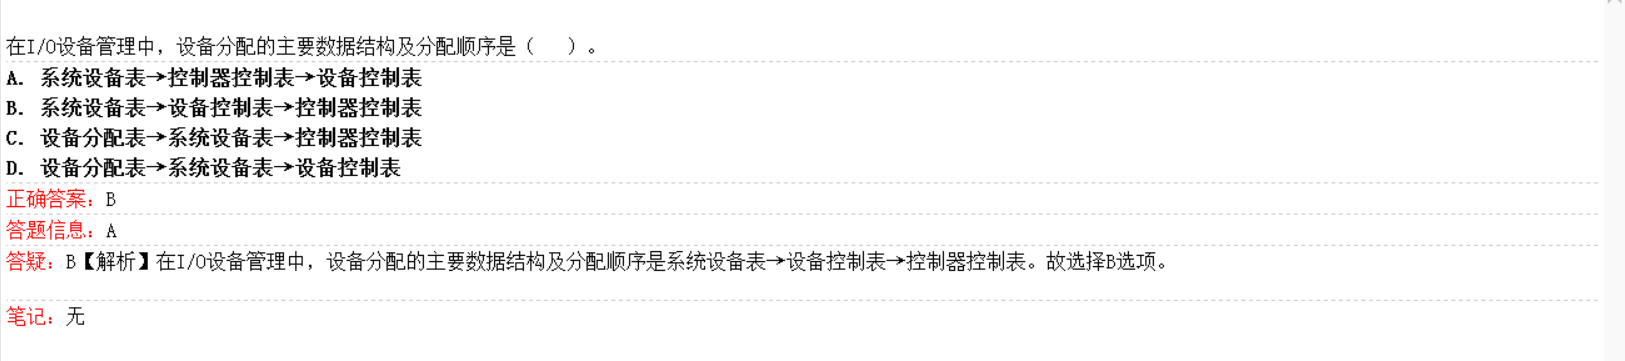 在I/O设备管理中，设备分配的主要数据结构及分配顺序是（  ）。
A. 系统设备表→控制器控制表→设备控制表
B. 系统设备表→设备控制表→控制器控制表
C. 设备分配表→系统设备表→控制器控制表
D. 设备分配表→系统设备表→设备控制表
正确答案：B
答题信息：A
答疑：B【解析】在I/O设备管理中，设备分配的主要数据结构及分配顺序是系统设备表→设备控制表→控制器控制表。故选择B选项。
笔记：无